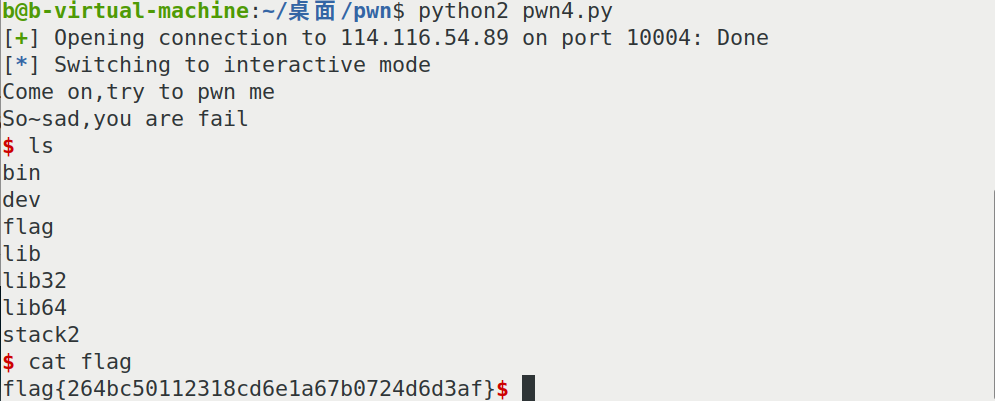 b@b-virtual-machine:~/桌面/pwn$ python2 pwn4.py
[+] Opening connection to 114.116.54.89 on port 10004: Done
[*] Switching to interactive mode
Come on,try to pwn me
So~sad,you are fail
$ ls
bin
dev
flag
lib
lib32
lib64
stack2
$ cat flag
flag{264bc50112318cd6e1a67b0724d6d3af}$